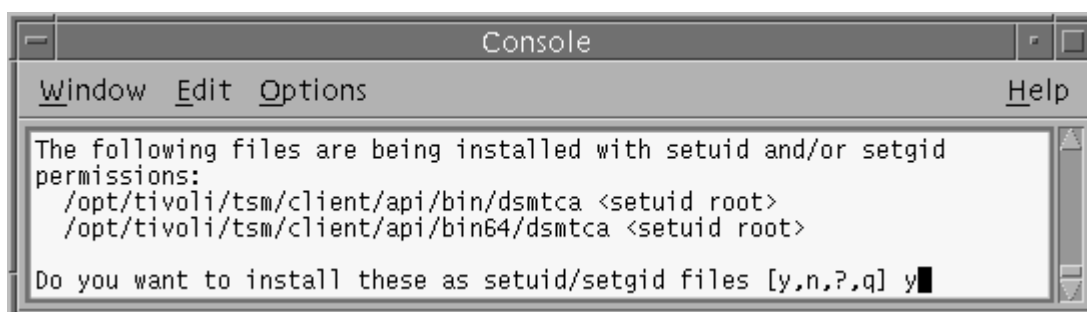 Console
Window Edit Options Help
The following files are being installed with setuid and/or setgid
permissions:
/opt/tivoli/tsm/client/api/bin/dsmtca <setuid root>
/opt/tivoli/tsm/client/api/bin64/dsmtca <setuid root>
Do you want to install these as setuid/setgid files [y,n,?,q] y